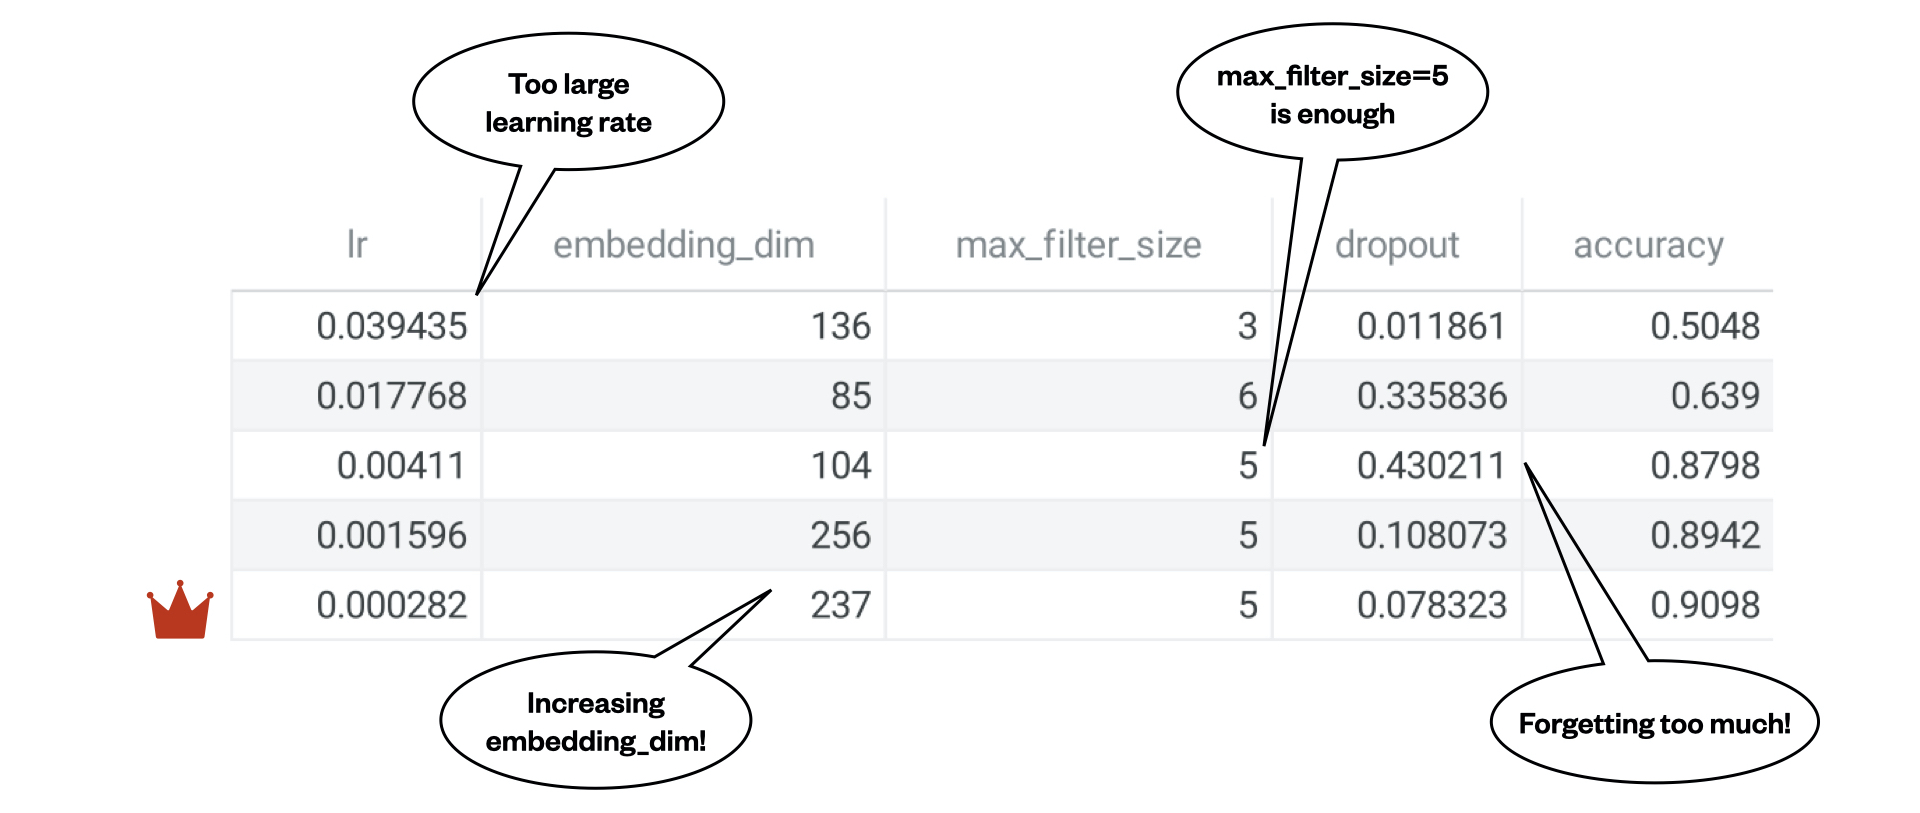 Too large
learning rate
max_filter_size=5
is enough
lr embedding_dim max_filter_size dropout accuracy
0.039435 136 3 0.011861 0.5048
0.017768 85 6 0.335836 0.639
0.00411 104 5 0.430211 0.8798
0.001596 256 5 0.108073 0.8942
0.000282 237 5 0.078323 0.9098
Increasing
embedding_dim!
Forgetting too much!